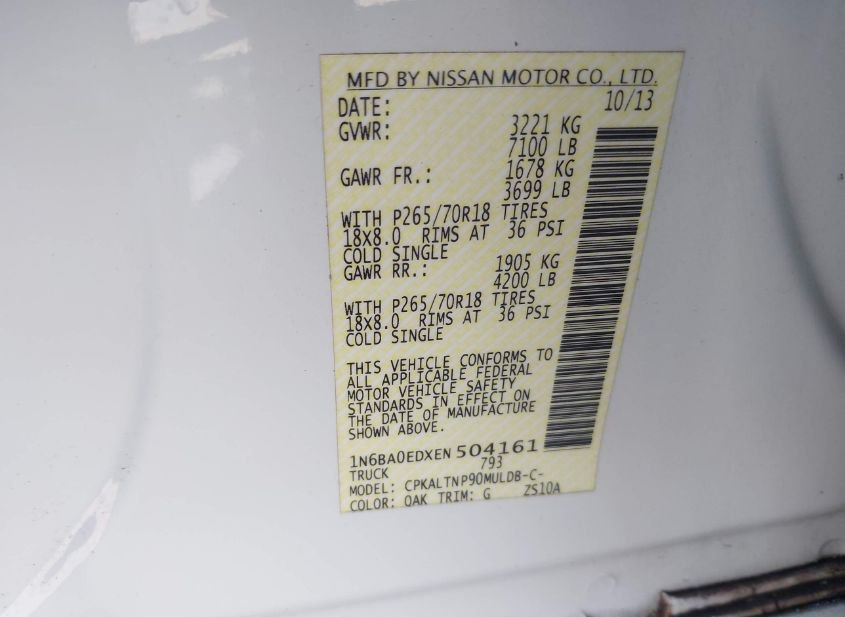 MFD BY NISSAN MOTOR CO., LTD.
DATE: 10/13
GVWR: 3221 KG
7100 LB
GAWR FR.: 1678 KG
3699 LB
WITH P265/70R18 TIRES
18X8.0 RIMS AT 36 PSI
COLD SINGLE
GAWR RR.: 1905 KG
4200 LB
WITH P265/70R18 TIRES
18X8.0 RIMS AT 36 PSI
COLD SINGLE
THIS VEHICLE CONFORMS TO
ALL APPLICABLE FEDERAL
MOTOR VEHICLE SAFETY
STANDARDS IN EFFECT ON
THE DATE OF MANUFACTURE
SHOWN ABOVE.
1N6BA0EDXEN 504161
TRUCK 793
MODEL: CPKALTNP90MULDB-C-
COLOR: QAK TRIM: G ZS10A